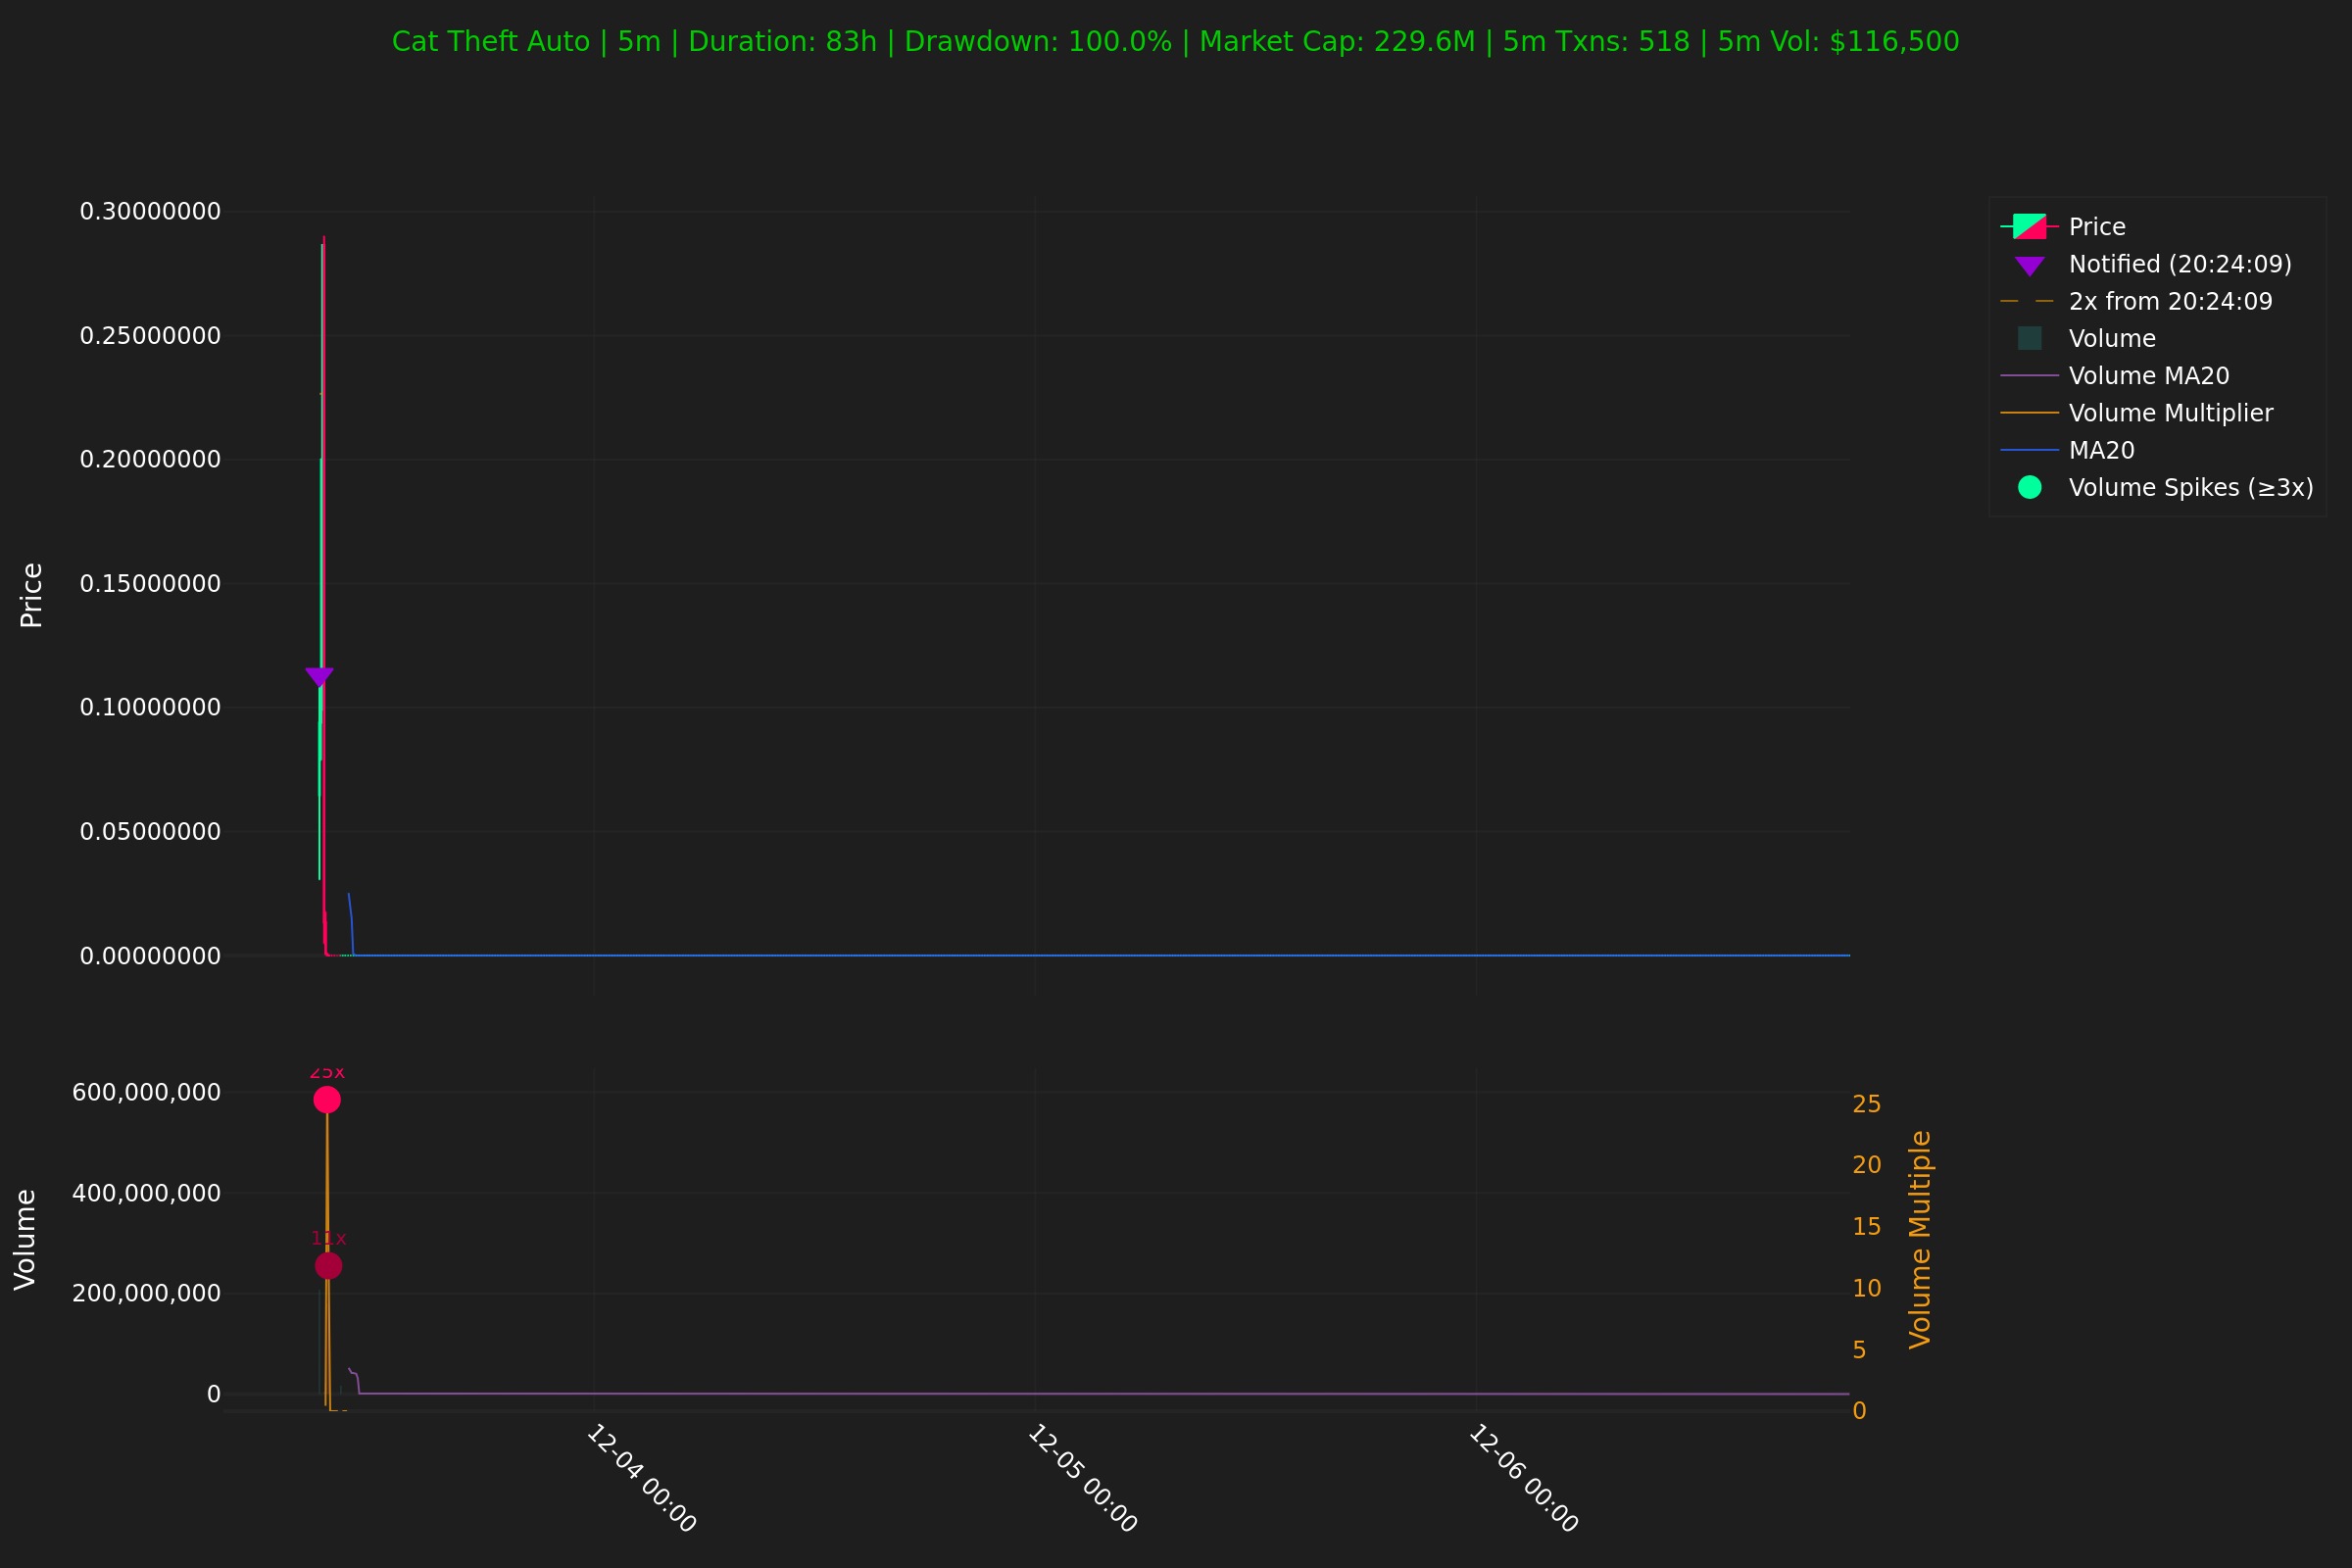 Cat Theft Auto | 5m | Duration: 83h | Drawdown: 100.0% | Market Cap: 229.6M | 5m Txns: 518 | 5m Vol: $116,500
Price
0.30000000
0.25000000
0.20000000
0.15000000
0.10000000
0.05000000
0.00000000
Price
Notified (20:24:09)
2x from 20:24:09
Volume
Volume MA20
Volume Multiplier
MA20
Volume Spikes (≥3x)
Volume
600,000,000
400,000,000
200,000,000
0
25x
11x
25
20
15
10
5
0
Volume Multiple
12-04 00:00
12-05 00:00
12-06 00:00